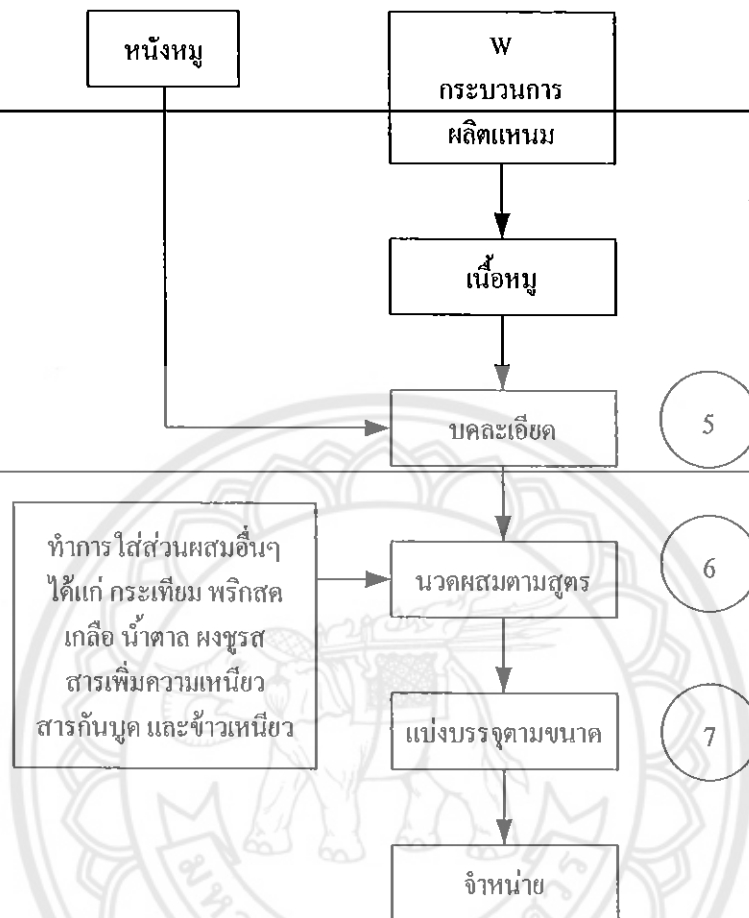 หนังหมู
W
กระบวนการ
ผลิตแหนม
เนื้อหมู
บดละเอียด
5
ทำการใส่ส่วนผสมอื่นๆ
ได้แก่ กระเทียม พริกสด
เกลือ น้ำตาล ผงชูรส
สารเพิ่มความเหนียว
สารกันบูด และข้าวเหนียว
นวดผสมตามสูตร
6
แบ่งบรรจุตามขนาด
7
จำหน่าย